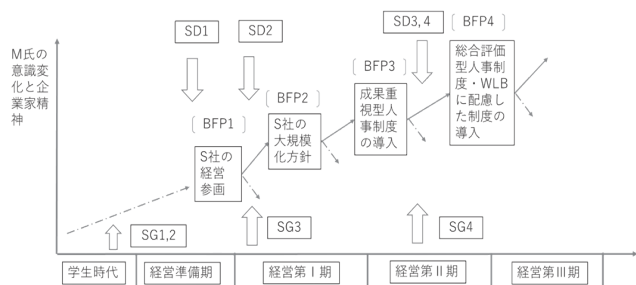 M氏の
意識変
化と企
業家精
神
SD1
SD2
SD3, 4
〔BFP4〕
総合評価
型人事制
度・WLB
に配慮し
た制度の
導入
〔BFP3〕
成果重
視型人
事制度
の導入
〔BFP2〕
S社の
大規模
化方針
〔BFP1〕
S社の
経営
参画
SG1,2
SG3
SG4
学生時代
経営準備期
経営第Ⅰ期
経営第Ⅱ期
経営第Ⅲ期